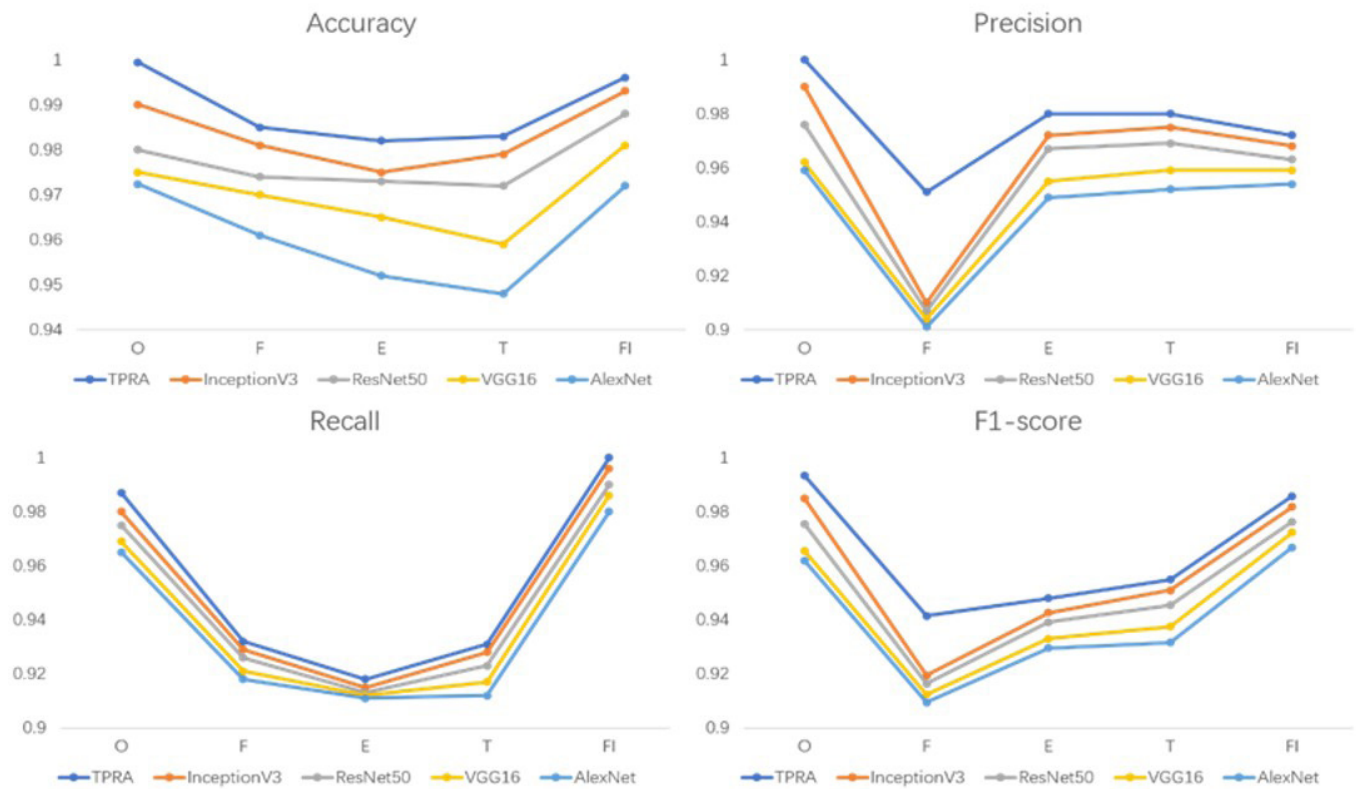 Accuracy
1
0.99
0.98
0.97
0.96
0.95
0.94
O F E T FI
TPRA InceptionV3 ResNet50 VGG16 AlexNet
Precision
1
0.98
0.96
0.94
0.92
0.9
O F E T FI
TPRA InceptionV3 ResNet50 VGG16 AlexNet
Recall
1
0.98
0.96
0.94
0.92
0.9
O F E T FI
TPRA InceptionV3 ResNet50 VGG16 AlexNet
F1-score
1
0.98
0.96
0.94
0.92
0.9
O F E T FI
TPRA InceptionV3 ResNet50 VGG16 AlexNet